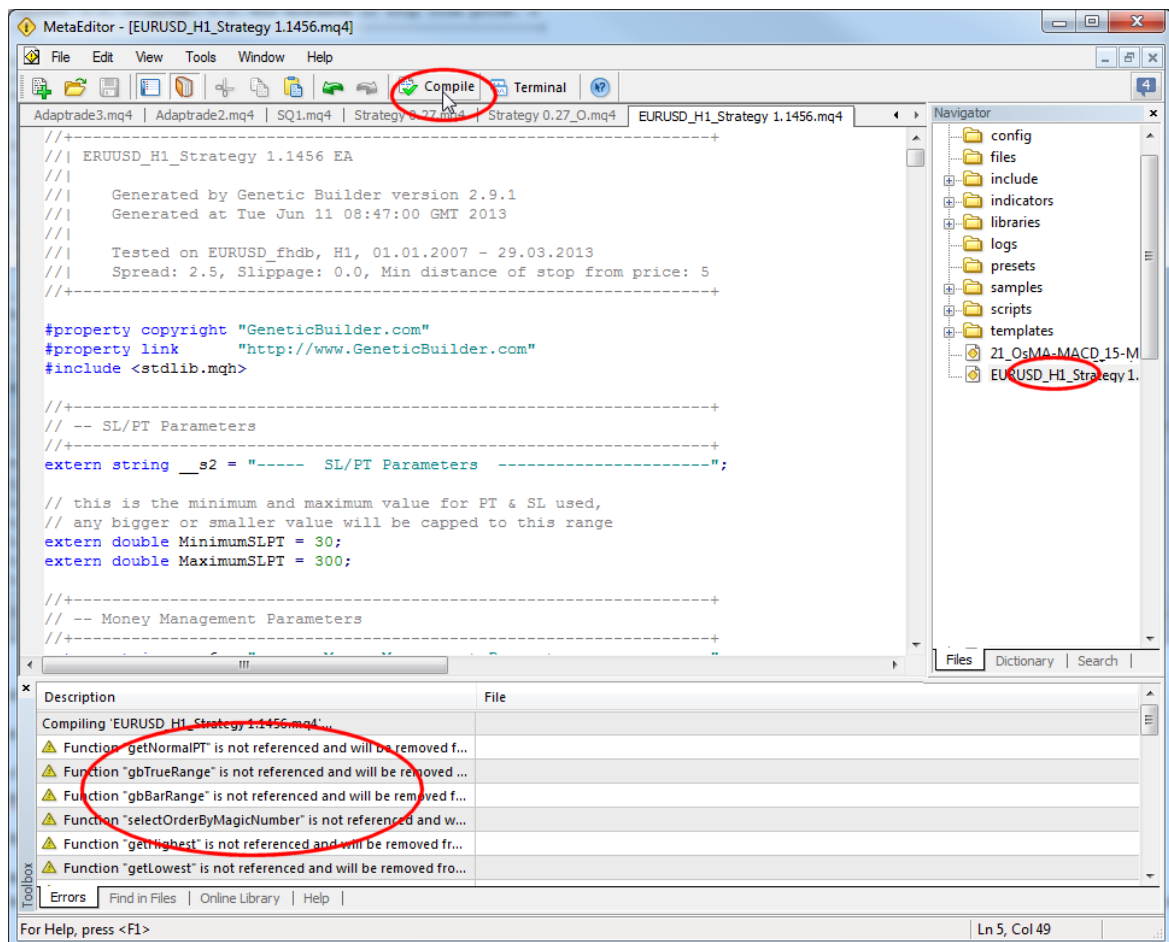 MetaEditor - [EURUSD_H1_Strategy 1.1456.mq4]
File Edit View Tools Window Help
Compile Terminal 4
Adaptrade3.mq4 | Adaptrade2.mq4 | SQ1.mq4 | Strategy 0.27.mq4 | Strategy 0.27_O.mq4 | EURUSD_H1_Strategy 1.1456.mq4
//+------------------------------------------------------------------+
//| ERUUSD_H1_Strategy 1.1456 EA
//|
//|    Generated by Genetic Builder version 2.9.1
//|    Generated at Tue Jun 11 08:47:00 GMT 2013
//|
//|    Tested on EURUSD_fhdb, H1, 01.01.2007 - 29.03.2013
//|    Spread: 2.5, Slippage: 0.0, Min distance of stop from price: 5
//+------------------------------------------------------------------+
#property copyright "GeneticBuilder.com"
#property link      "http://www.GeneticBuilder.com"
#include <stdlib.mqh>
//+------------------------------------------------------------------+
// -- SL/PT Parameters
//+------------------------------------------------------------------+
extern string __s2 = "-----  SL/PT Parameters  ----------------------";
// this is the minimum and maximum value for PT & SL used,
// any bigger or smaller value will be capped to this range
extern double MinimumSLPT = 30;
extern double MaximumSLPT = 300;
//+------------------------------------------------------------------+
// -- Money Management Parameters
//+------------------------------------------------------------------+
Navigator
config
files
include
indicators
libraries
logs
presets
samples
scripts
templates
21_OsMA-MACD_15-M
EURUSD_H1_Strategy 1.
Files Dictionary | Search |
Description File
Compiling 'EURUSD_H1_Strategy 1.1456.mq4'...
Function "getNormalPT" is not referenced and will be removed f...
Function "gbTrueRange" is not referenced and will be removed ...
Function "gbBarRange" is not referenced and will be removed f...
Function "selectOrderByMagicNumber" is not referenced and w...
Function "getHighest" is not referenced and will be removed fr...
Function "getLowest" is not referenced and will be removed fro...
Toolbox
Errors Find in Files | Online Library | Help |
For Help, press <F1> Ln 5, Col 49